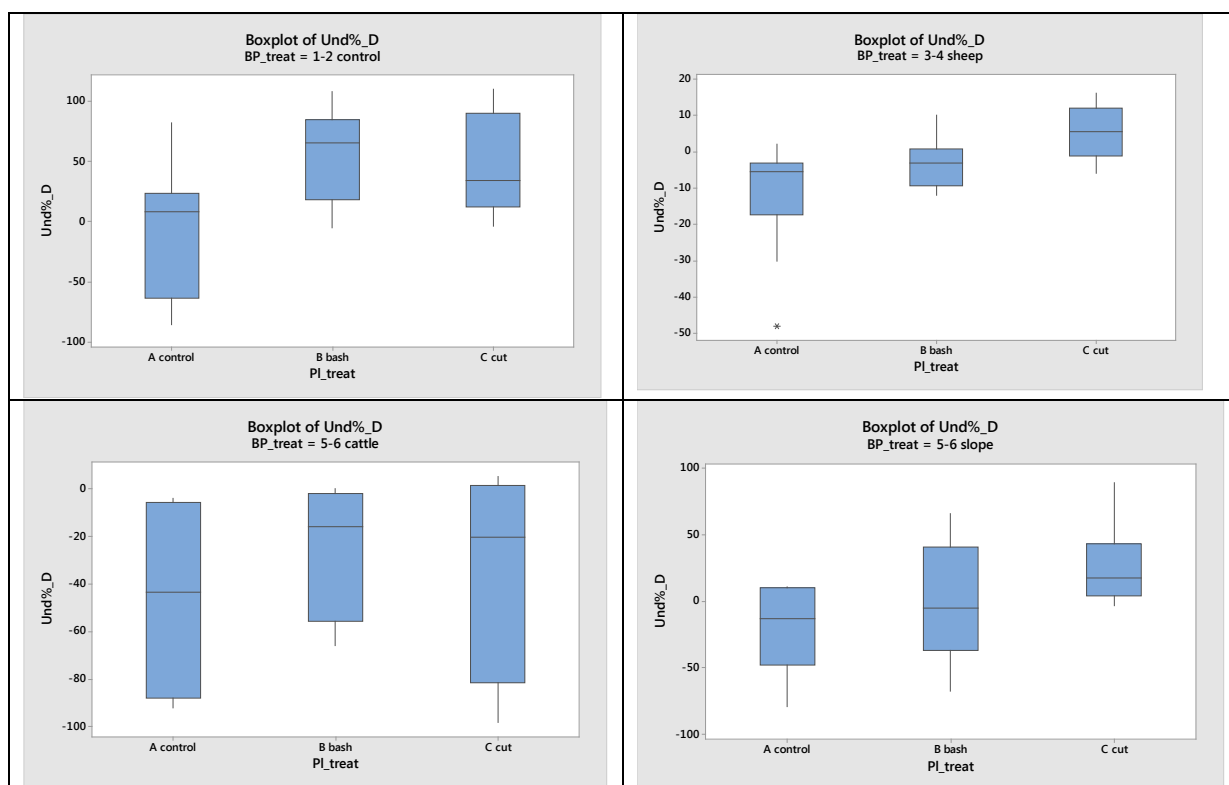 Boxplot of Und%_D
BP_treat = 1-2 control
Und%_D
100
50
0
-50
-100
A control B bash C cut
Pl_treat
Boxplot of Und%_D
BP_treat = 3-4 sheep
Und%_D
20
10
0
-10
-20
-30
-40
-50
*
A control B bash C cut
Pl_treat
Boxplot of Und%_D
BP_treat = 5-6 cattle
Und%_D
0
-20
-40
-60
-80
-100
A control B bash C cut
Pl_treat
Boxplot of Und%_D
BP_treat = 5-6 slope
Und%_D
100
50
0
-50
-100
A control B bash C cut
Pl_treat